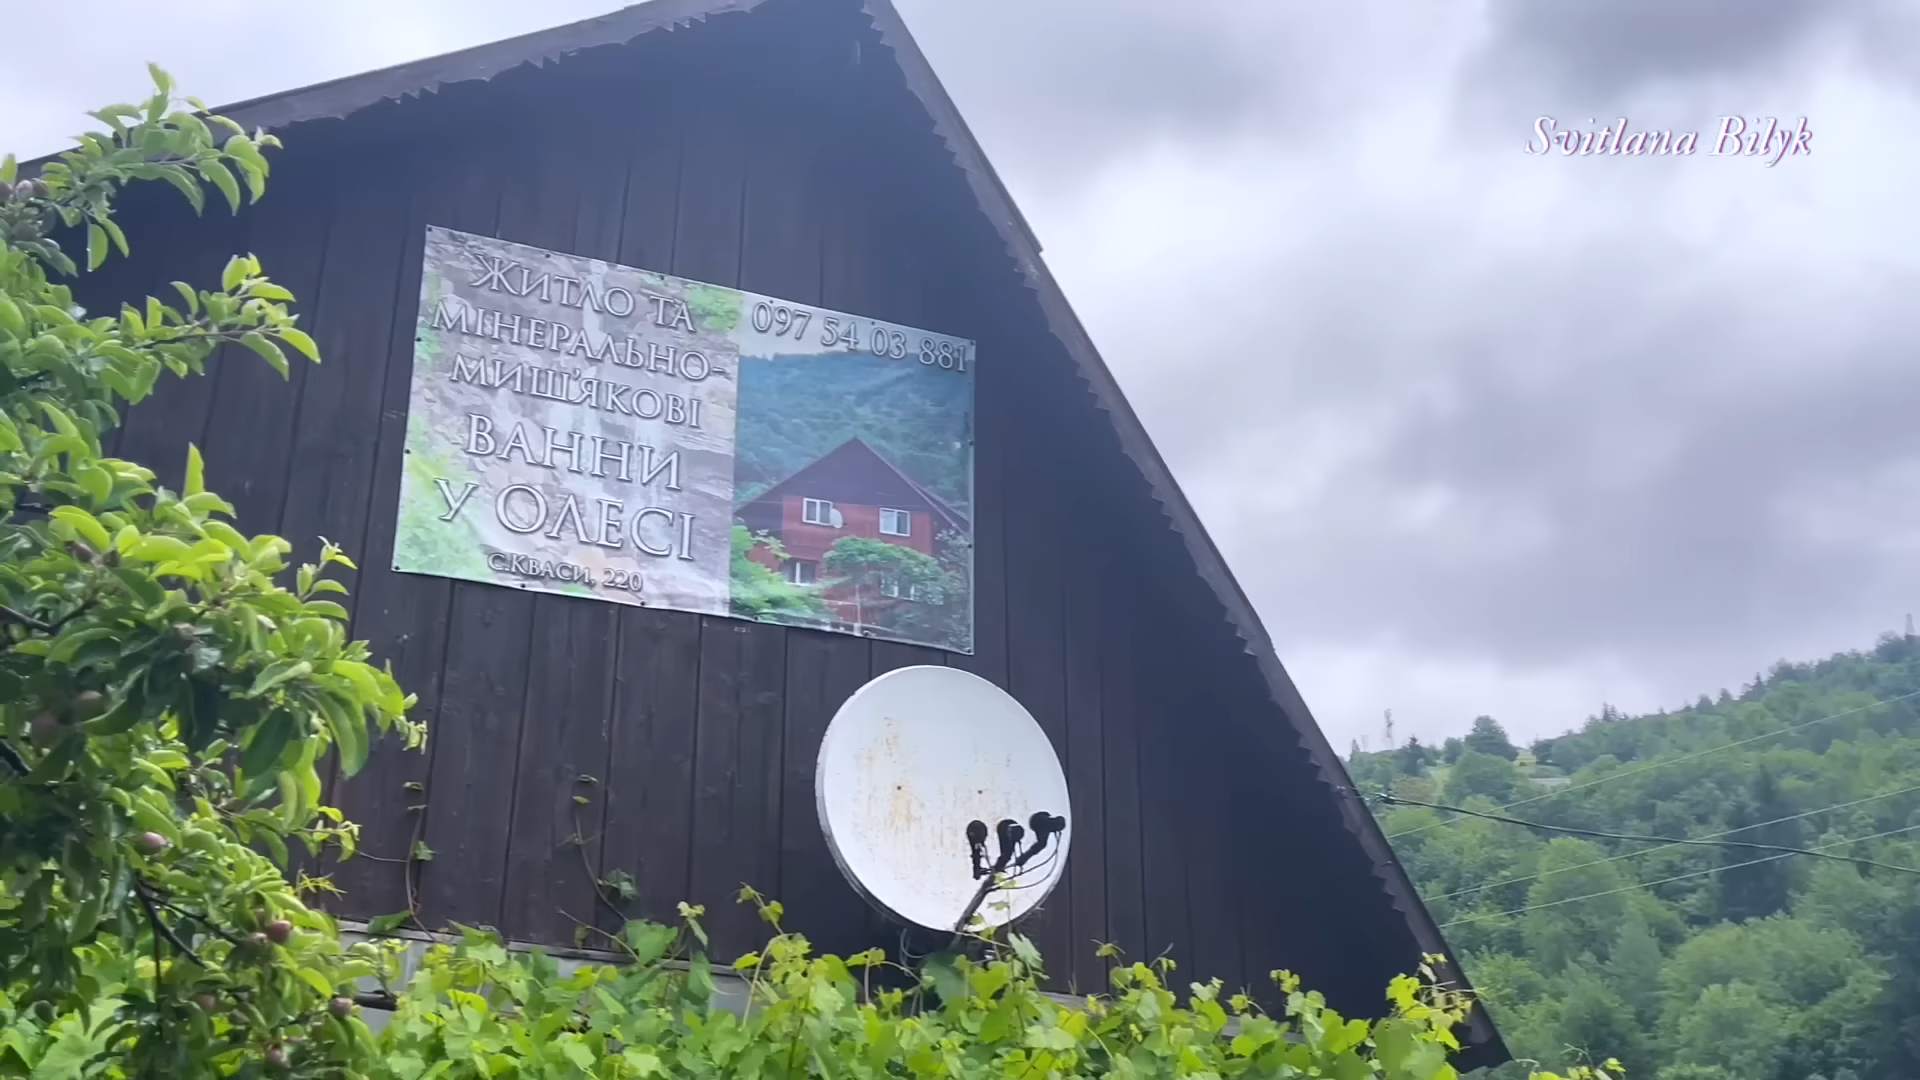 Svitlana Bilyk
ЖИТЛО ТА
МІНЕРАЛЬНО-
МИШ'ЯКОВІ
ВАННИ
У ОЛЕСІ
С.КВАСИ, 220
097 54 03 881